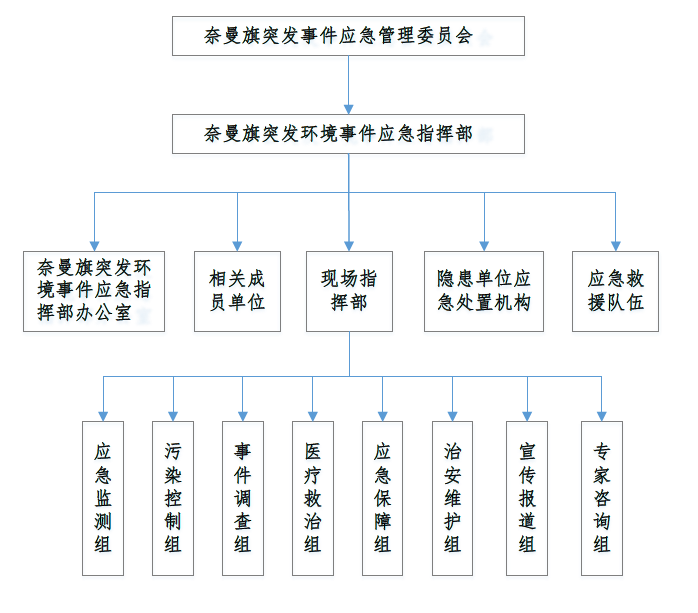 奈曼旗突发事件应急管理委员会
奈曼旗突发环境事件应急指挥部
奈曼旗突发环
境事件应急指
挥部办公室
相关成
员单位
现场指
挥部
隐患单位应
急处置机构
应急救
援队伍
应急监测组
污染控制组
事件调查组
医疗救治组
应急保障组
治安维护组
宣传报道组
专家咨询组